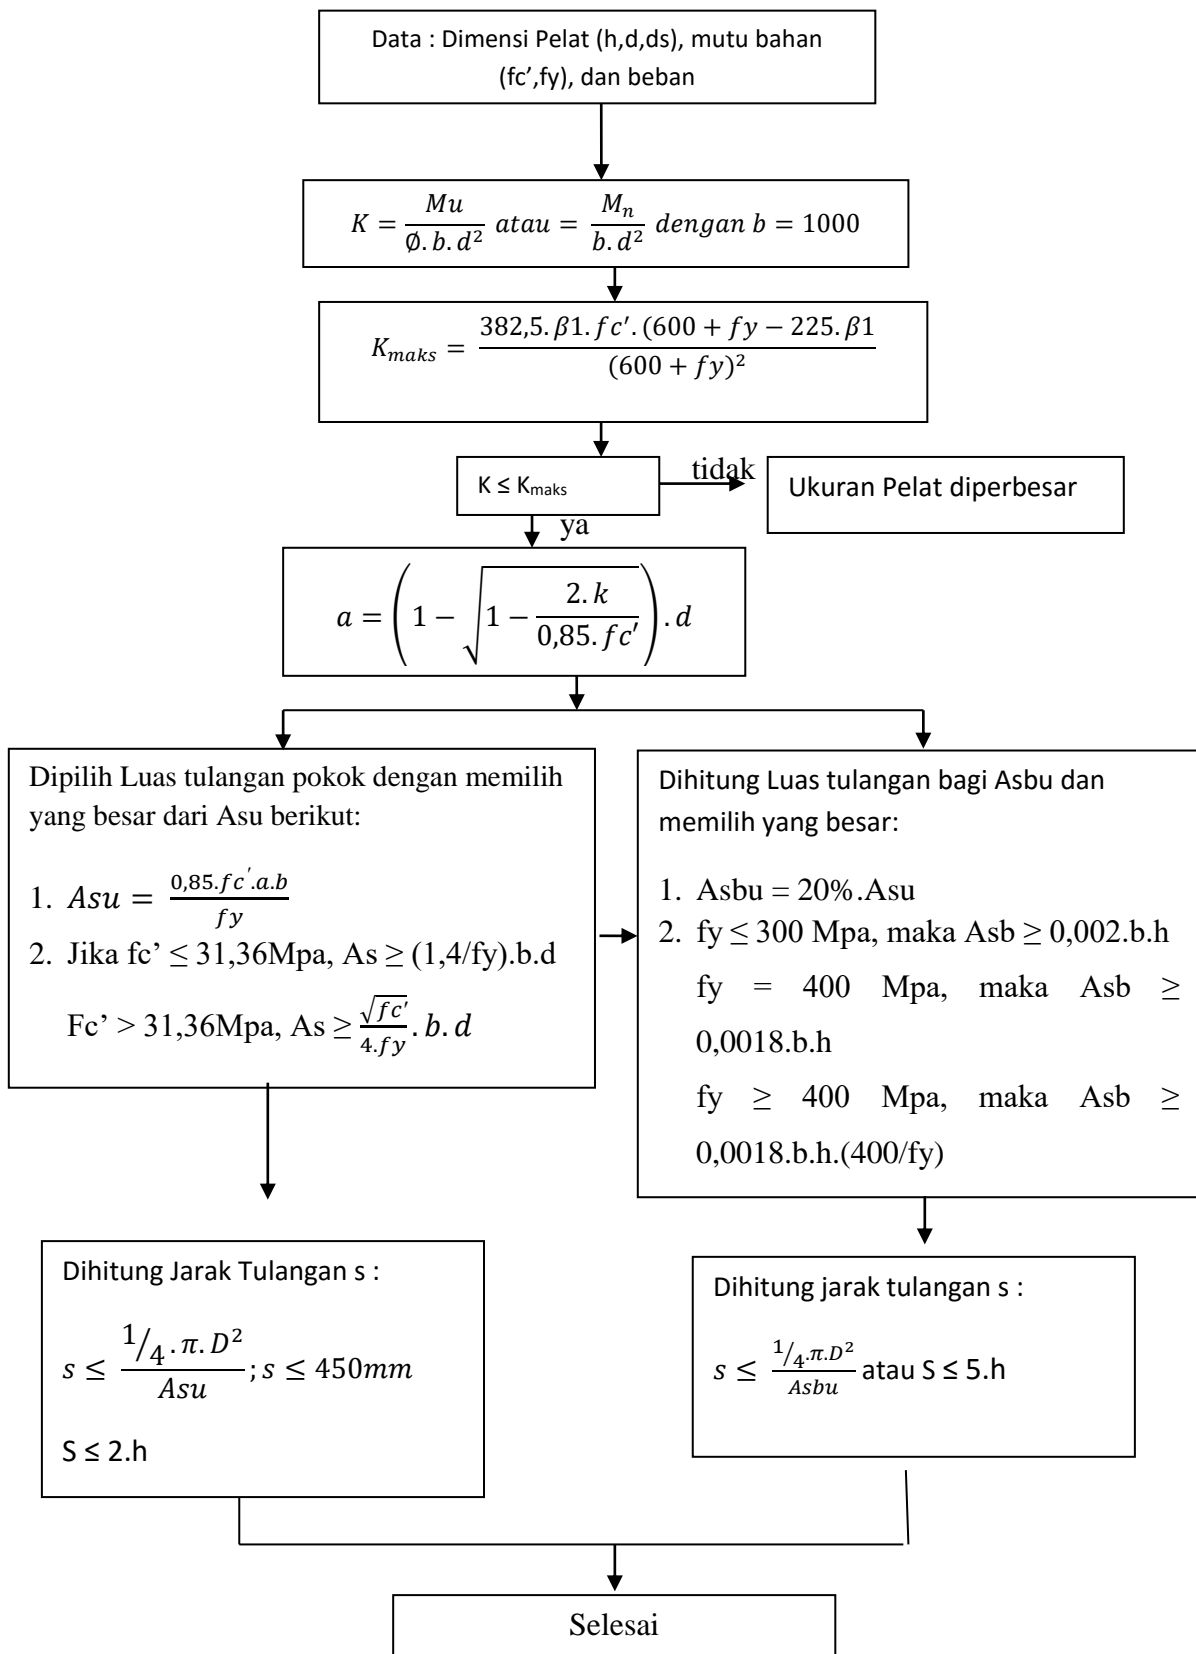 Data : Dimensi Pelat (h,d,ds), mutu bahan
(fc’,fy), dan beban
K = Mu / Ø. b. d² atau = Mₙ / b. d² dengan b = 1000
Kₘₐₖₛ = 382,5. β1. fc′. (600 + fy − 225. β1 / (600 + fy)²
K ≤ Kₘₐₖₛ
tidak
Ukuran Pelat diperbesar
ya
a = (1 − √(1 − 2. k / 0,85. fc′)) . d
Dipilih Luas tulangan pokok dengan memilih
yang besar dari Asu berikut:
1. Asu = 0,85.fc′.a.b / fy
2. Jika fc’ ≤ 31,36Mpa, As ≥ (1,4/fy).b.d
Fc’ > 31,36Mpa, As ≥ √fc′ / 4.fy . b. d
Dihitung Luas tulangan bagi Asbu dan
memilih yang besar:
1. Asbu = 20%.Asu
2. fy ≤ 300 Mpa, maka Asb ≥ 0,002.b.h
fy = 400 Mpa, maka Asb ≥
0,0018.b.h
fy ≥ 400 Mpa, maka Asb ≥
0,0018.b.h.(400/fy)
Dihitung Jarak Tulangan s :
s ≤ 1/4 . π. D² / Asu ; s ≤ 450mm
S ≤ 2.h
Dihitung jarak tulangan s :
s ≤ 1/4.π.D² / Asbu atau S ≤ 5.h
Selesai